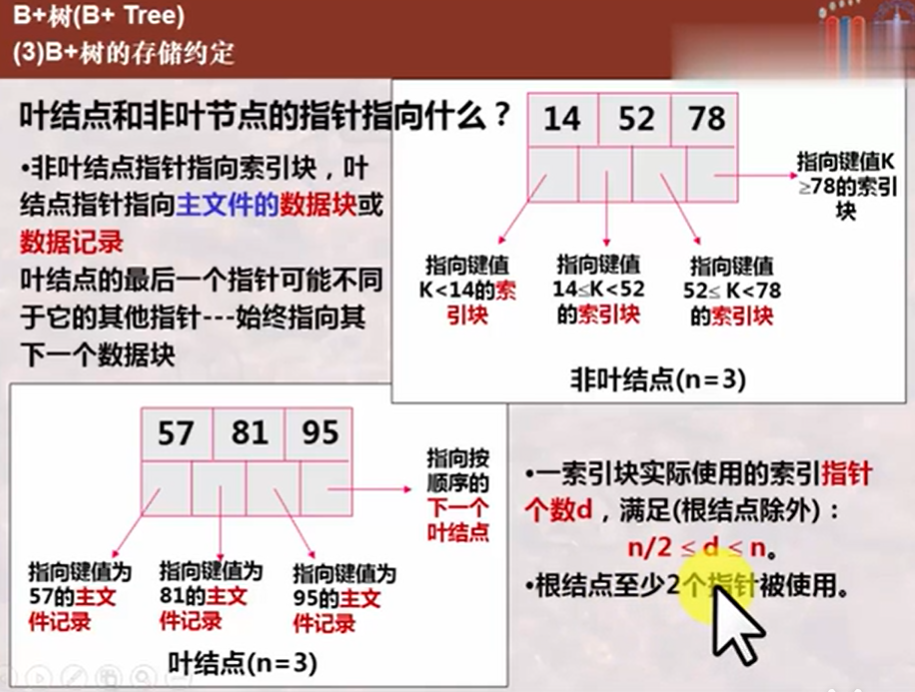 B+树(B+ Tree)
(3)B+树的存储约定
叶结点和非叶节点的指针指向什么？
•非叶结点指针指向索引块，叶
结点指针指向主文件的数据块或
数据记录
叶结点的最后一个指针可能不同
于它的其他指针---始终指向其
下一个数据块
14 52 78
指向键值K
≥78的索引
块
指向键值
K<14的索
引块
指向键值
14≤K<52
的索引块
指向键值
52≤ K<78
的索引块
非叶结点(n=3)
57 81 95
指向按
顺序的
下一个
叶结点
指向键值为
57的主文
件记录
指向键值为
81的主文
件记录
指向键值为
95的主文
件记录
叶结点(n=3)
•一索引块实际使用的索引指针
个数d，满足(根结点除外)：
n/2 ≤ d ≤ n。
•根结点至少2个指针被使用。